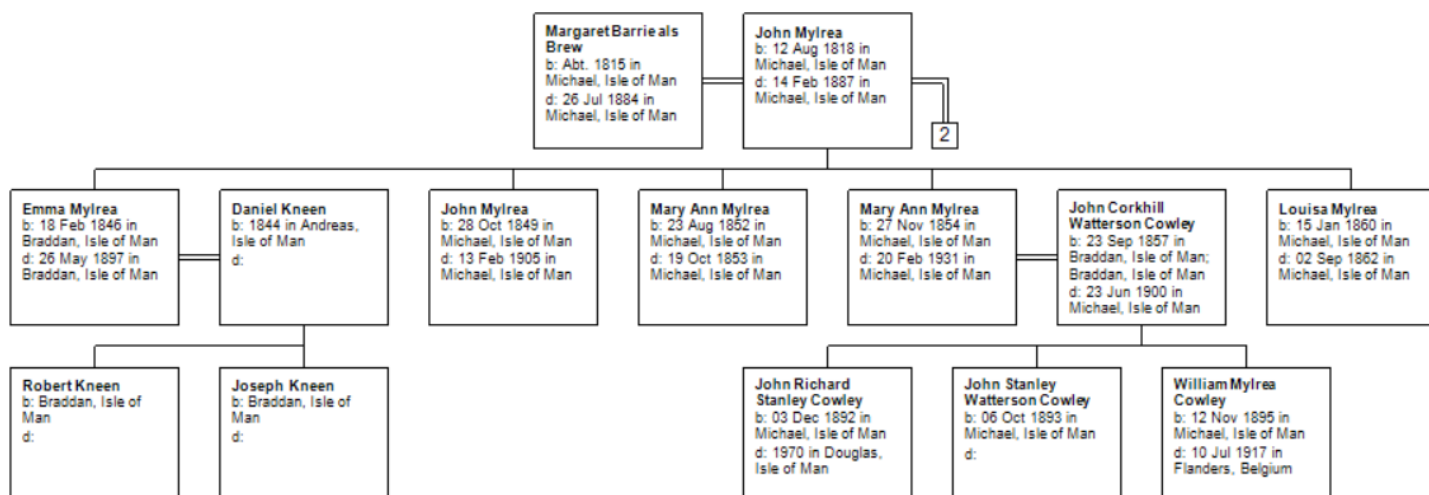 Margaret Barrie als
Brew
b: Abt. 1815 in
Michael, Isle of Man
d: 26 Jul 1884 in
Michael, Isle of Man
John Mylrea
b: 12 Aug 1818 in
Michael, Isle of Man
d: 14 Feb 1887 in
Michael, Isle of Man
2
Emma Mylrea
b: 18 Feb 1846 in
Braddan, Isle of Man
d: 26 May 1897 in
Braddan, Isle of Man
Daniel Kneen
b: 1844 in Andreas,
Isle of Man
d:
John Mylrea
b: 28 Oct 1849 in
Michael, Isle of Man
d: 13 Feb 1905 in
Michael, Isle of Man
Mary Ann Mylrea
b: 23 Aug 1852 in
Michael, Isle of Man
d: 19 Oct 1853 in
Michael, Isle of Man
Mary Ann Mylrea
b: 27 Nov 1854 in
Michael, Isle of Man
d: 20 Feb 1931 in
Michael, Isle of Man
John Corkhill
Watterson Cowley
b: 23 Sep 1857 in
Braddan, Isle of Man;
Braddan, Isle of Man
d: 23 Jun 1900 in
Michael, Isle of Man
Louisa Mylrea
b: 15 Jan 1860 in
Michael, Isle of Man
d: 02 Sep 1862 in
Michael, Isle of Man
Robert Kneen
b: Braddan, Isle of
Man
d:
Joseph Kneen
b: Braddan, Isle of
Man
d:
John Richard
Stanley Cowley
b: 03 Dec 1892 in
Michael, Isle of Man
d: 1970 in Douglas,
Isle of Man
John Stanley
Watterson Cowley
b: 06 Oct 1893 in
Michael, Isle of Man
d:
William Mylrea
Cowley
b: 12 Nov 1895 in
Michael, Isle of Man
d: 10 Jul 1917 in
Flanders, Belgium